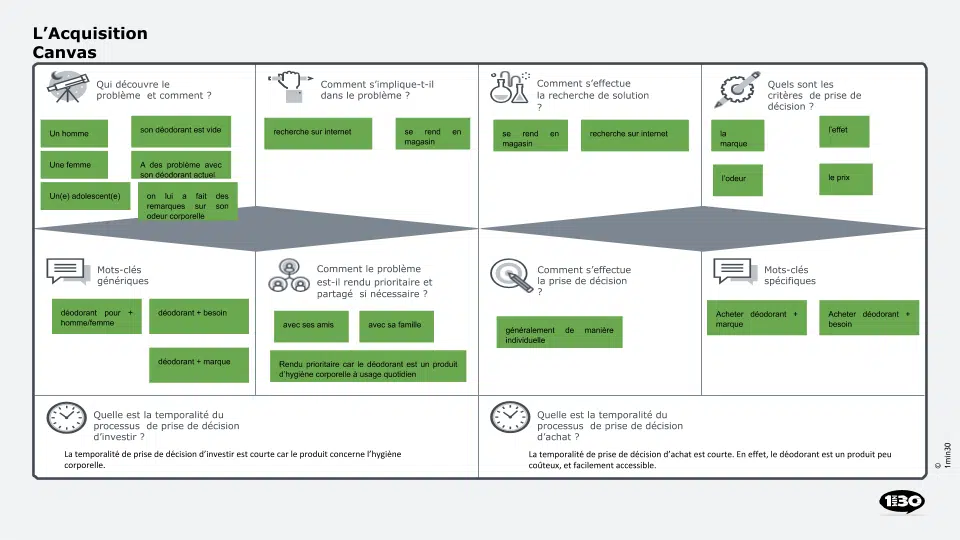 L’Acquisition
Canvas
Qui découvre le
problème et comment ?
Un homme
son déodorant est vide
Une femme
A des problème avec
son déodorant actuel
Un(e) adolescent(e)
on lui a fait des
remarques sur son
odeur corporelle
Comment s’implique-t-il
dans le problème ?
recherche sur internet
se rend en
magasin
Comment s’effectue
la recherche de solution
?
se rend en
magasin
recherche sur internet
Quels sont les
critères de prise de
décision ?
la
marque
l’effet
l’odeur
le prix
Mots-clés
génériques
déodorant pour +
homme/femme
déodorant + besoin
déodorant + marque
Comment le problème
est-il rendu prioritaire et
partagé si nécessaire ?
avec ses amis
avec sa famille
Rendu prioritaire car le déodorant est un produit
d’hygiène corporelle à usage quotidien
Comment s’effectue
la prise de décision
?
généralement de manière
individuelle
Mots-clés
spécifiques
Acheter déodorant +
marque
Acheter déodorant +
besoin
Quelle est la temporalité du
processus de prise de décision
d’investir ?
La temporalité de prise de décision d’investir est courte car le produit concerne l’hygiène
corporelle.
Quelle est la temporalité du
processus de prise de décision
d’achat ?
La temporalité de prise de décision d’achat est courte. En effet, le déodorant est un produit peu
coûteux, et facilement accessible.
©
1min30
1min30